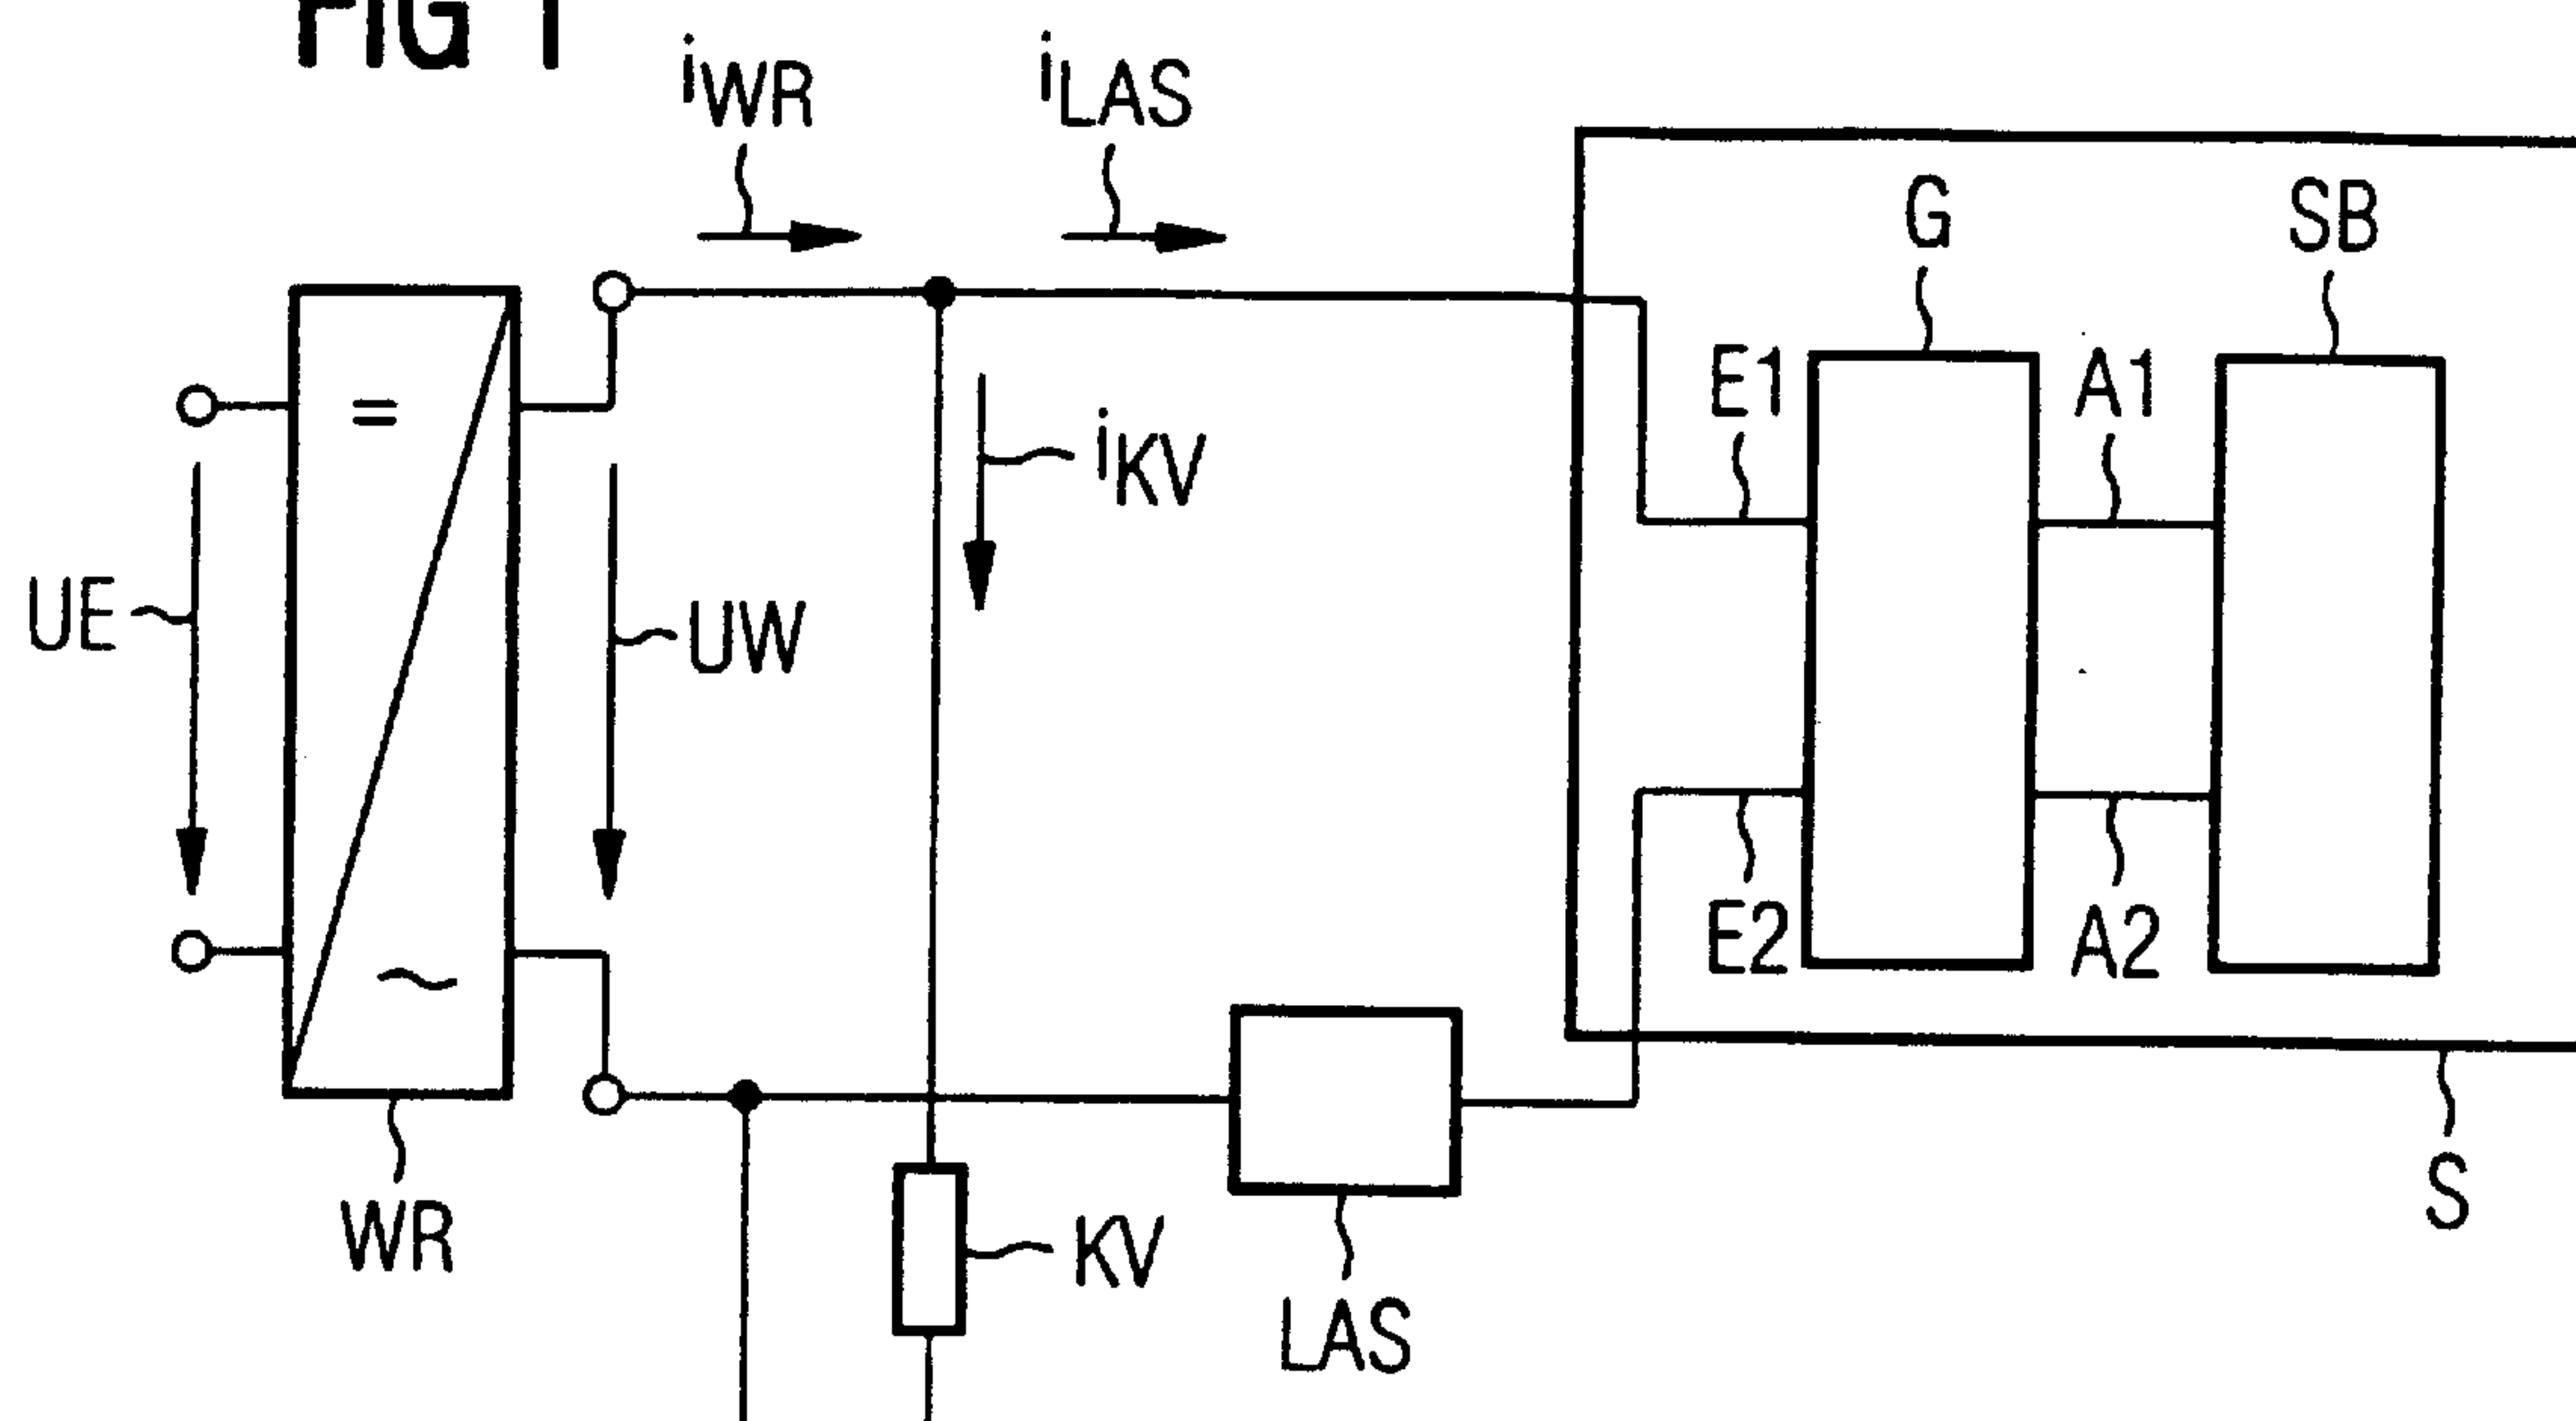 FIG 1
iWR
iLAS
G
SB
=
E1
A1
iKV
UE
UW
E2
A2
~
WR
KV
LAS
S